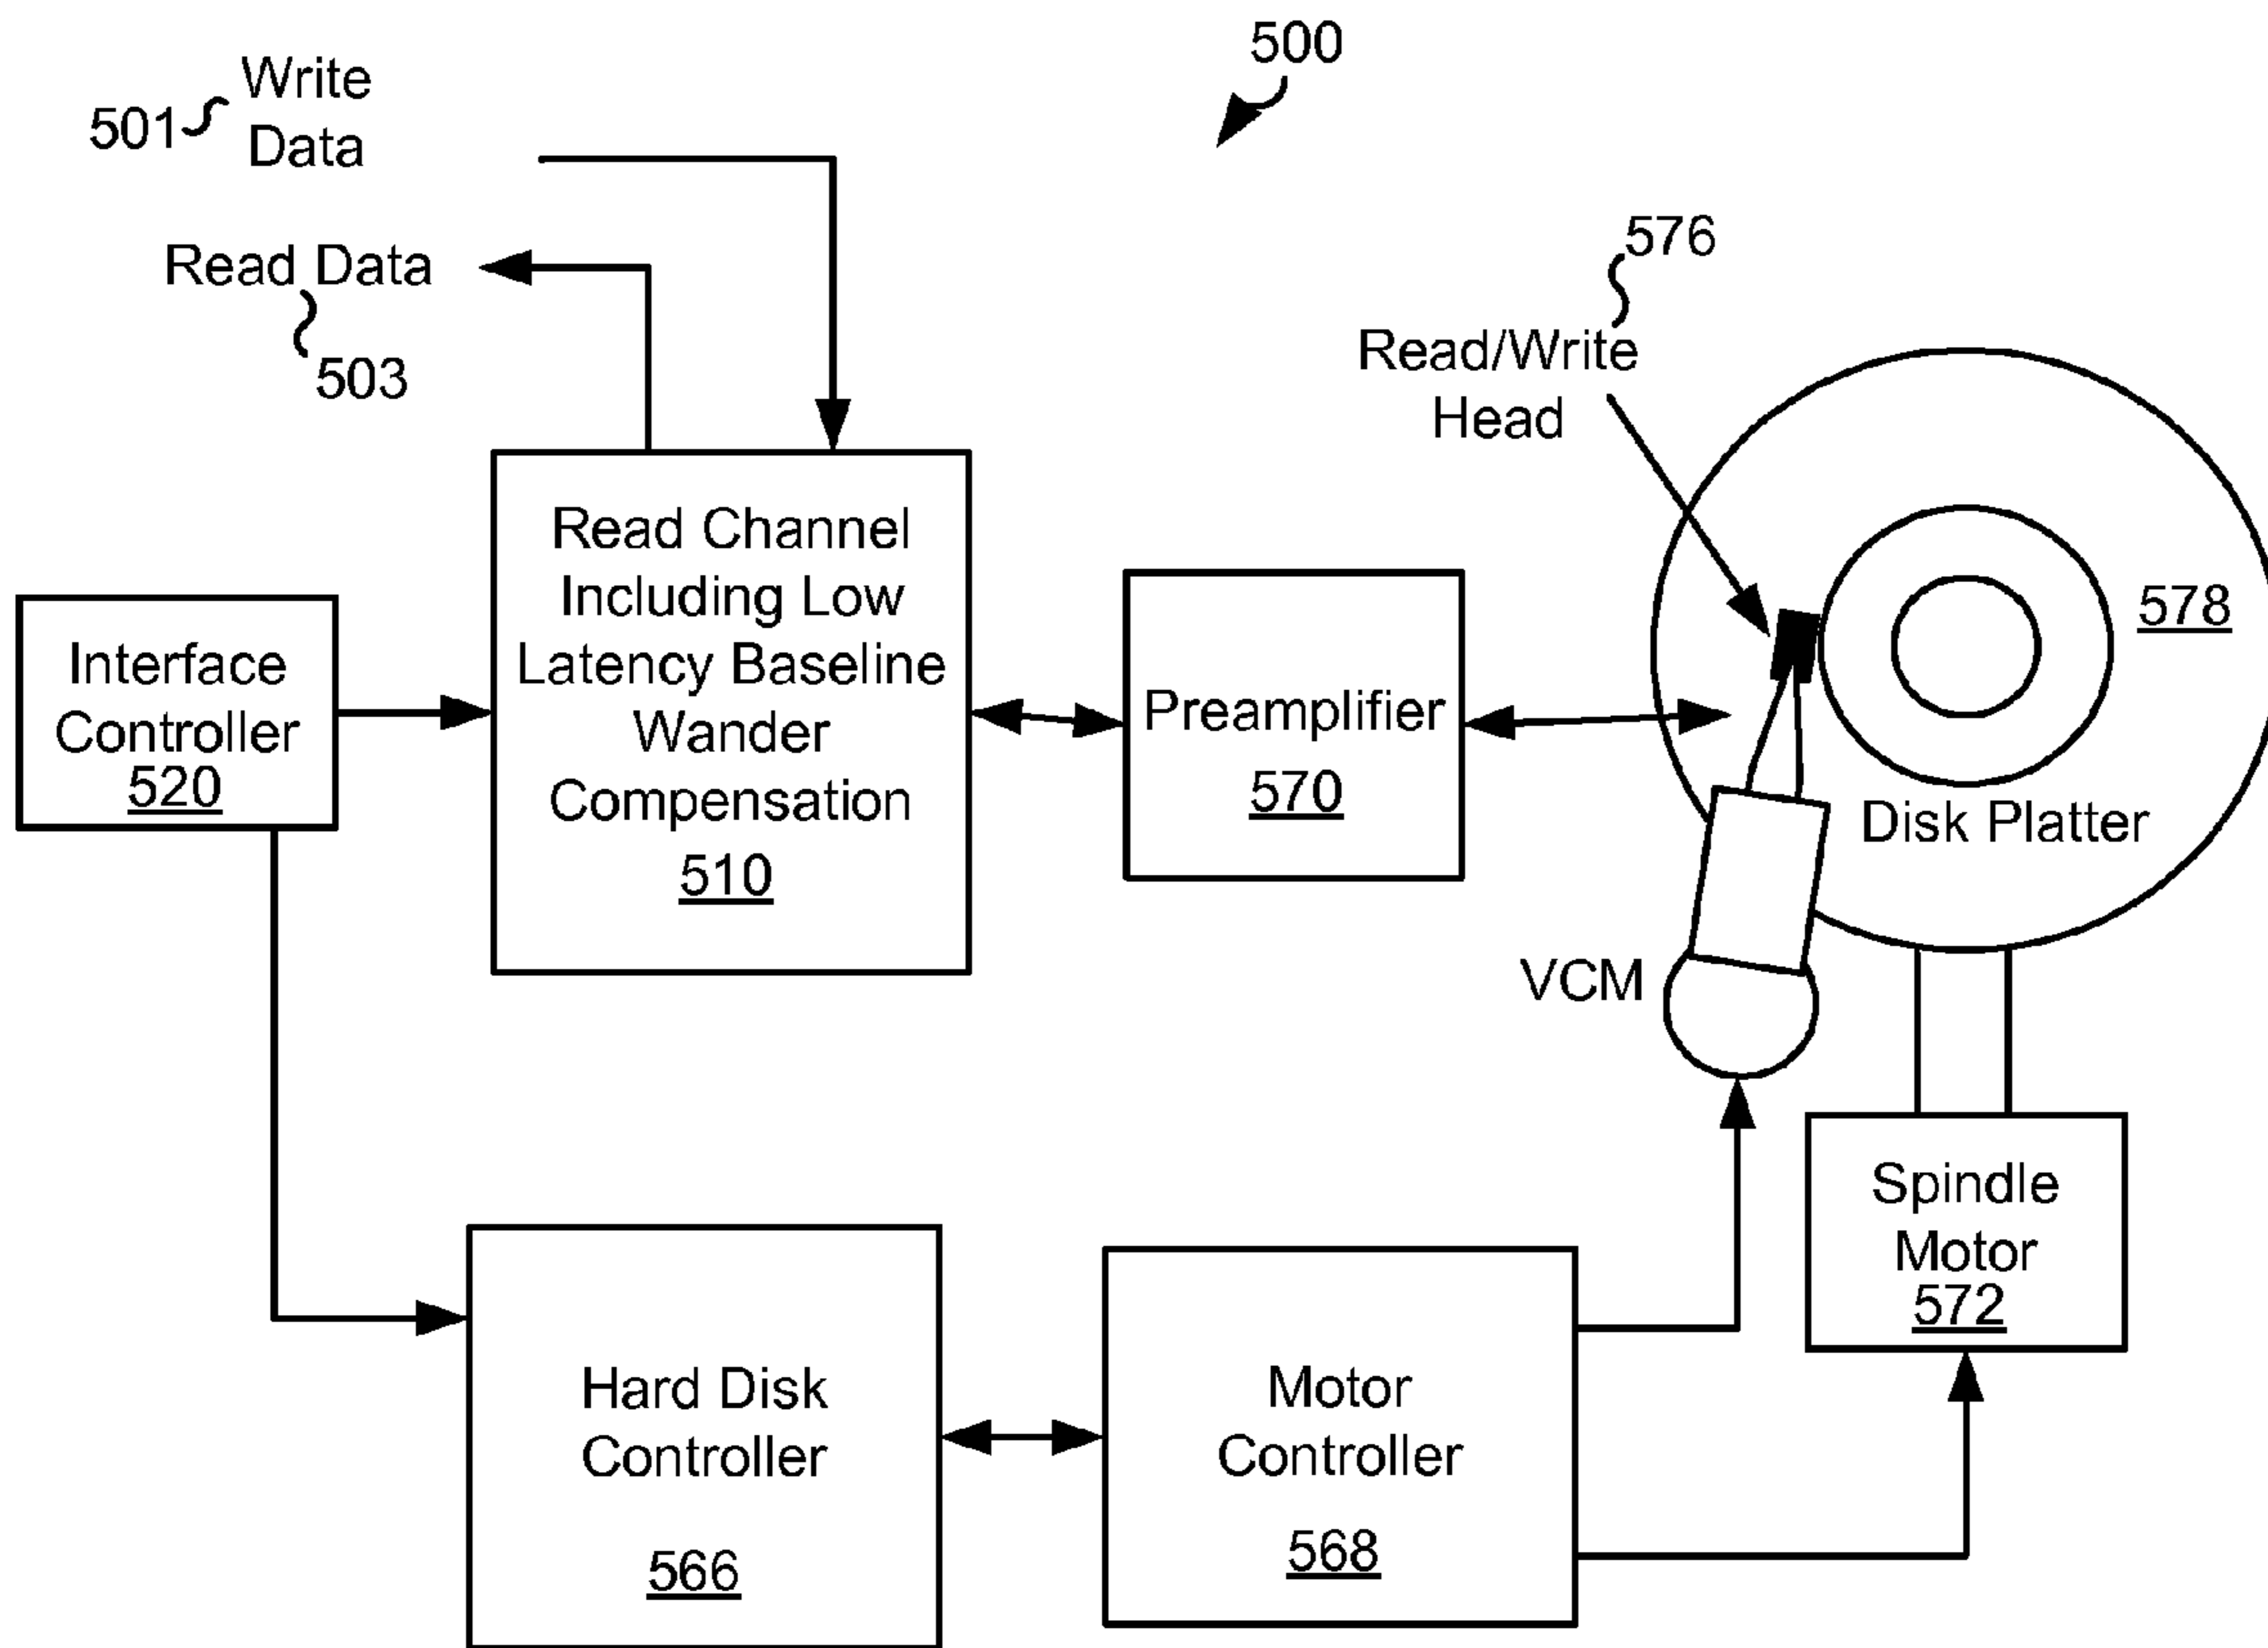 500
501
Write
Data
Read Data
503
576
Read/Write
Head
Read Channel
Including Low
Latency Baseline
Wander
Compensation
510
Interface
Controller
520
Preamplifier
570
578
Disk Platter
VCM
Spindle
Motor
572
Hard Disk
Controller
566
Motor
Controller
568